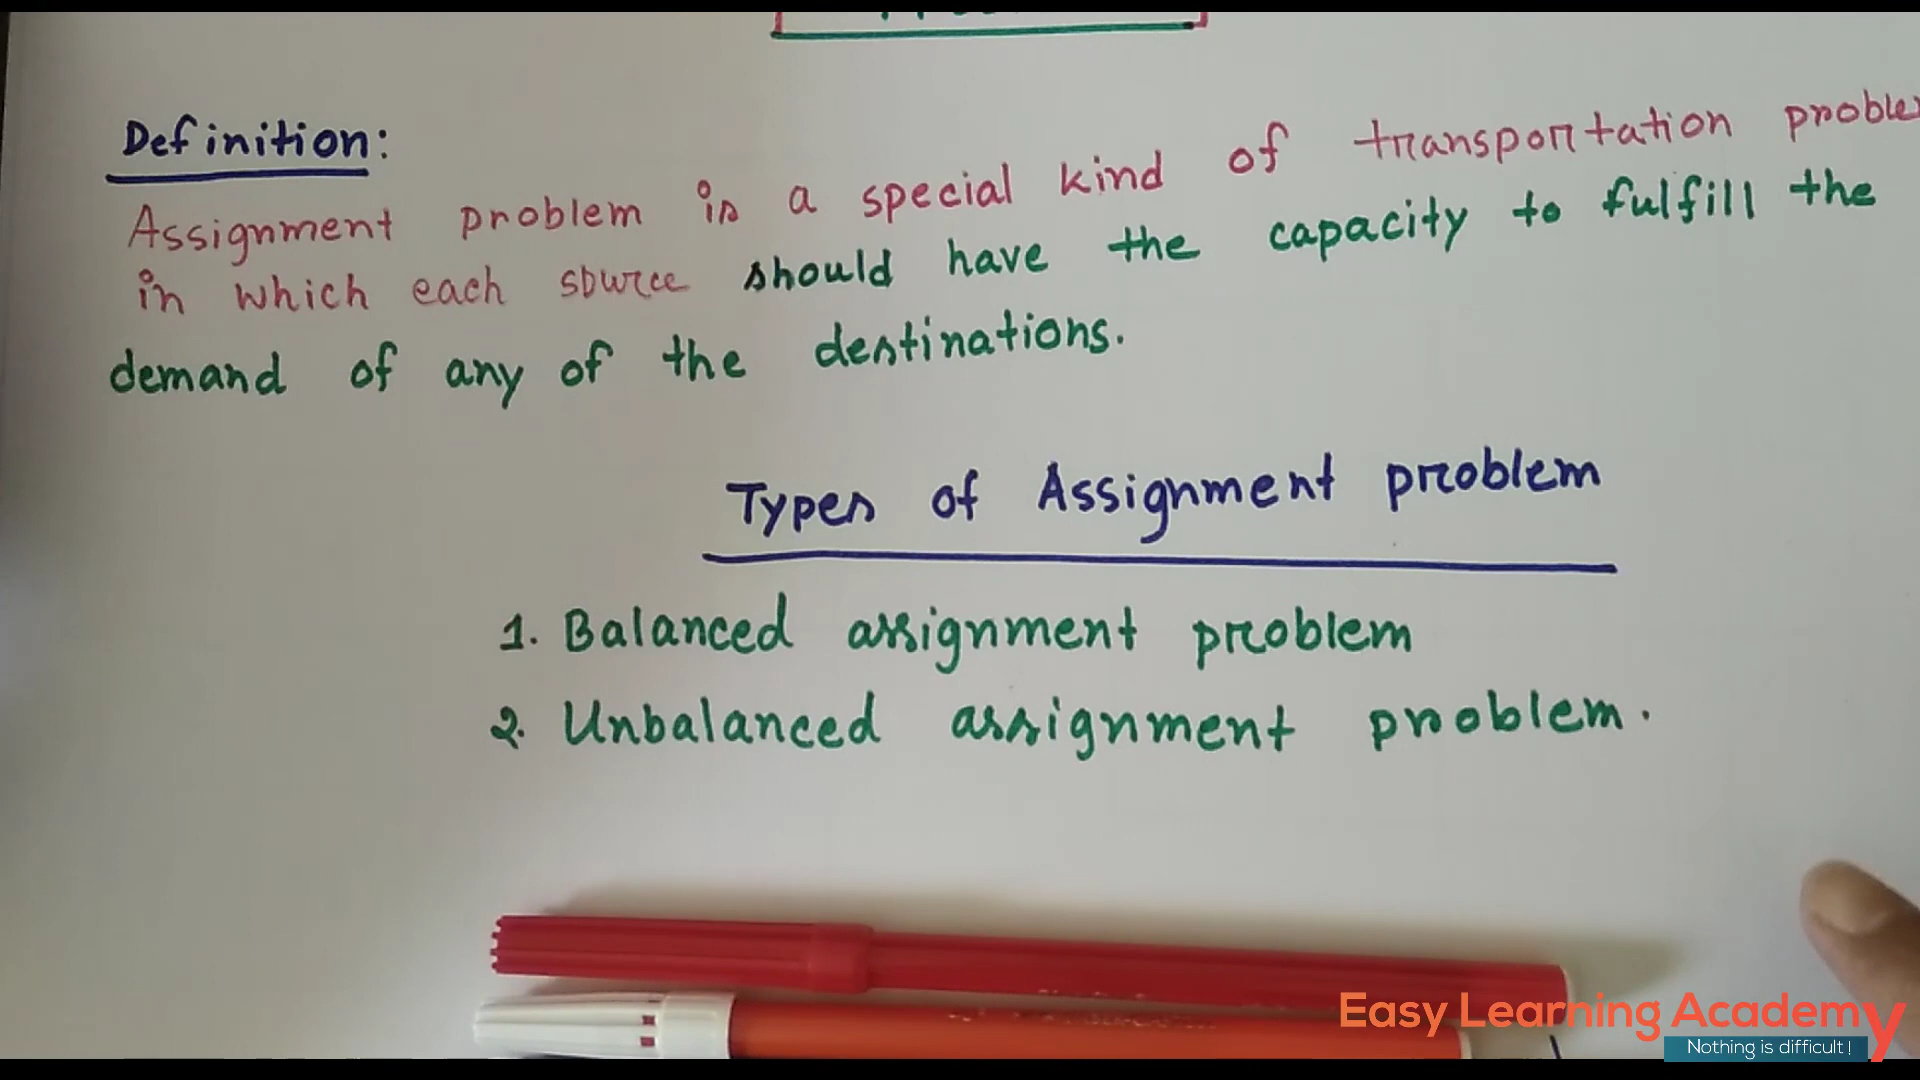 Definition:
Assignment problem is a special kind of transportation proble
in which each source should have the capacity to fulfill the
demand of any of the destinations.
Types of Assignment problem
1. Balanced assignment problem
2. Unbalanced assignment problem.
Easy Learning Academy
Nothing is difficult!